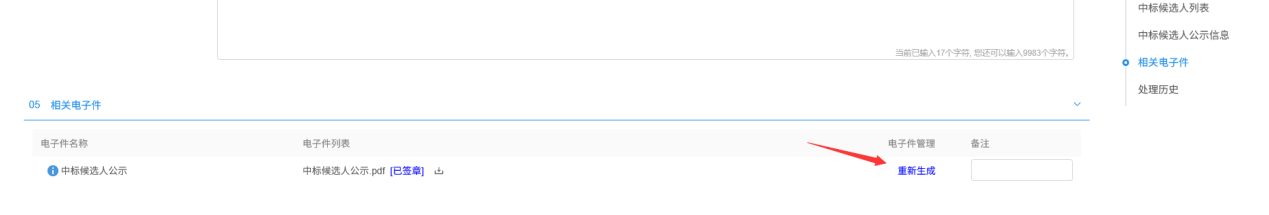 中标候选人列表
中标候选人公示信息
当前已输入17个字符, 您还可以输入9983个字符。
相关电子件
处理历史
05 相关电子件
电子件名称 电子件列表 电子件管理 备注
中标候选人公示 中标候选人公示.pdf [已签章] 重新生成